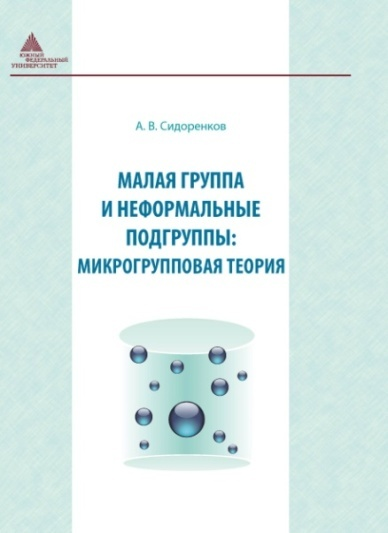 ЮЖНЫЙ
ФЕДЕРАЛЬНЫЙ
УНИВЕРСИТЕТ
А. В. Сидоренков
МАЛАЯ ГРУППА
И НЕФОРМАЛЬНЫЕ
ПОДГРУППЫ:
МИКРОГРУППОВАЯ ТЕОРИЯ